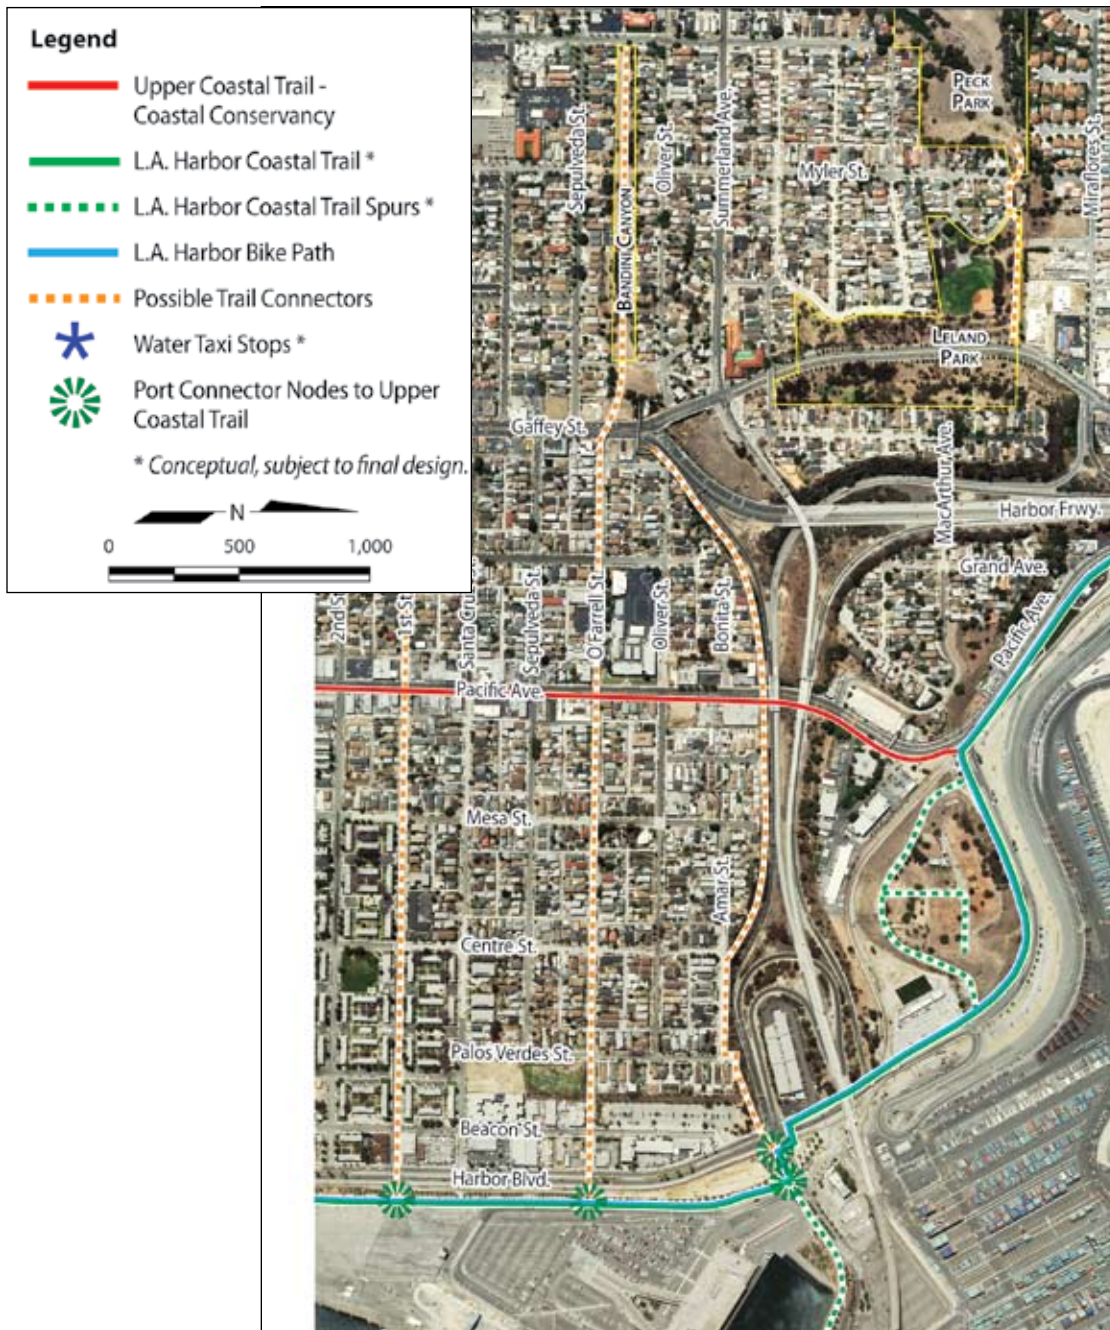 Legend
Upper Coastal Trail -
Coastal Conservancy
L.A. Harbor Coastal Trail *
L.A. Harbor Coastal Trail Spurs *
L.A. Harbor Bike Path
Possible Trail Connectors
Water Taxi Stops *
Port Connector Nodes to Upper
Coastal Trail
* Conceptual, subject to final design.
N
0 500 1,000
PECK
PARK
Sepulveda St.
BANDINI CANYON
Oliver St.
Summerland Ave.
Myler St.
Miraflores St.
LELAND
PARK
Gaffey St.
MacArthur Ave.
Harbor Frwy.
Grand Ave.
2nd St.
1st St.
Santa Cru
Sepulveda St.
O'Farrell St.
Oliver St.
Bonita St.
Pacific Ave.
Pacific Ave.
Mesa St.
Amar St.
Centre St.
Palos Verdes St.
Beacon St.
Harbor Blvd.